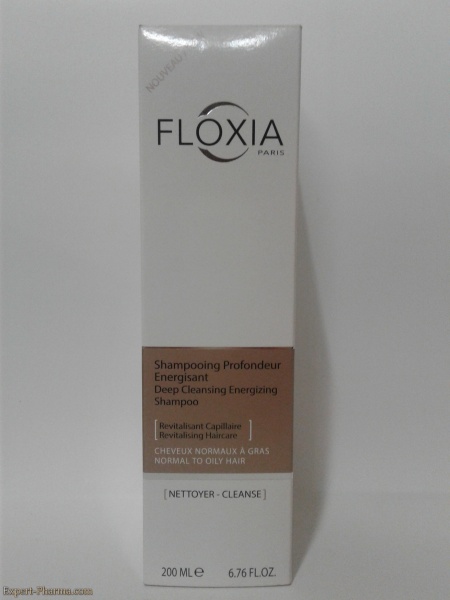 NOUVEAU
FLOXIA
PARIS
Shampooing Profondeur
Energisant
Deep Cleansing Energizing
Shampoo
[ Revitalisant Capillaire
Revitalising Haircare ]
CHEVEUX NORMAUX À GRAS
NORMAL TO OILY HAIR
[ NETTOYER - CLEANSE ]
200 ML ℮ 6.76 FL.OZ.
Expert-Pharma.com